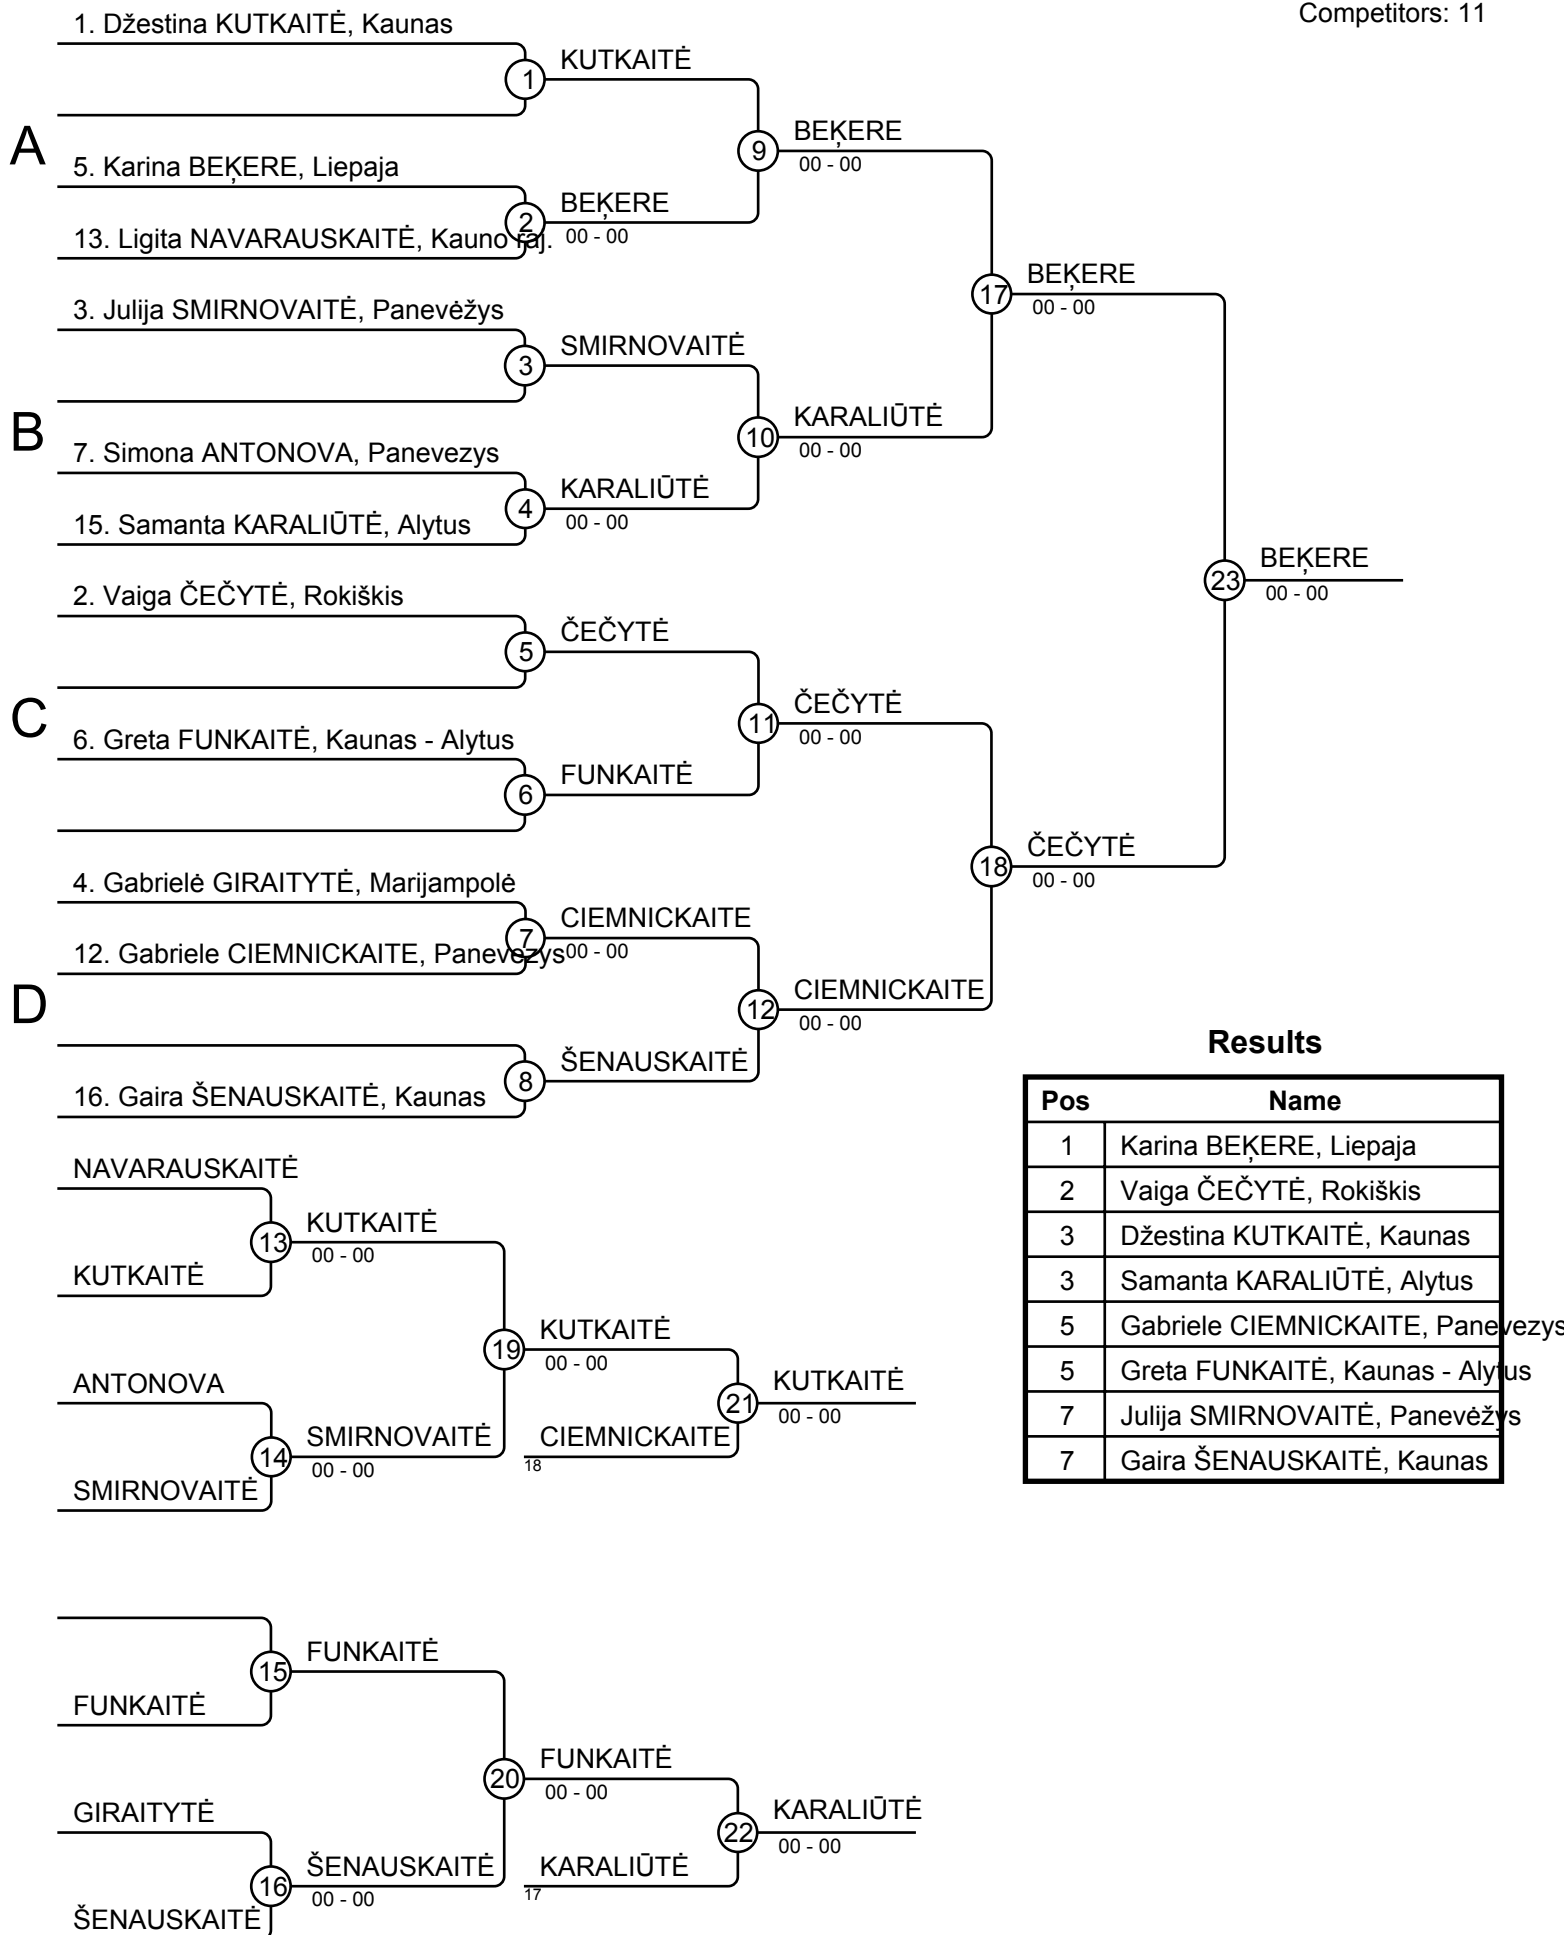 Competitors: 11
1. Džestina KUTKAITĖ, Kaunas
1
KUTKAITĖ
A
5. Karina BEĶERE, Liepaja
2
BEĶERE
00 - 00
13. Ligita NAVARAUSKAITĖ, Kauno raj.
9
BEĶERE
00 - 00
3. Julija SMIRNOVAITĖ, Panevėžys
3
SMIRNOVAITĖ
B
7. Simona ANTONOVA, Panevezys
4
KARALIŪTĖ
00 - 00
15. Samanta KARALIŪTĖ, Alytus
10
KARALIŪTĖ
00 - 00
17
BEĶERE
00 - 00
2. Vaiga ČEČYTĖ, Rokiškis
5
ČEČYTĖ
C
6. Greta FUNKAITĖ, Kaunas - Alytus
6
FUNKAITĖ
11
ČEČYTĖ
00 - 00
4. Gabrielė GIRAITYTĖ, Marijampolė
7
CIEMNICKAITE
00 - 00
12. Gabriele CIEMNICKAITE, Panevezys
D
8
ŠENAUSKAITĖ
16. Gaira ŠENAUSKAITĖ, Kaunas
12
CIEMNICKAITE
00 - 00
18
ČEČYTĖ
00 - 00
23
BEĶERE
00 - 00
NAVARAUSKAITĖ
13
KUTKAITĖ
00 - 00
KUTKAITĖ
ANTONOVA
14
SMIRNOVAITĖ
00 - 00
SMIRNOVAITĖ
19
KUTKAITĖ
00 - 00
CIEMNICKAITE
18
21
KUTKAITĖ
00 - 00
15
FUNKAITĖ
FUNKAITĖ
GIRAITYTĖ
16
ŠENAUSKAITĖ
00 - 00
ŠENAUSKAITĖ
20
FUNKAITĖ
00 - 00
KARALIŪTĖ
17
22
KARALIŪTĖ
00 - 00
Results
Pos Name
1 Karina BEĶERE, Liepaja
2 Vaiga ČEČYTĖ, Rokiškis
3 Džestina KUTKAITĖ, Kaunas
3 Samanta KARALIŪTĖ, Alytus
5 Gabriele CIEMNICKAITE, Panevezys
5 Greta FUNKAITĖ, Kaunas - Alytus
7 Julija SMIRNOVAITĖ, Panevėžys
7 Gaira ŠENAUSKAITĖ, Kaunas